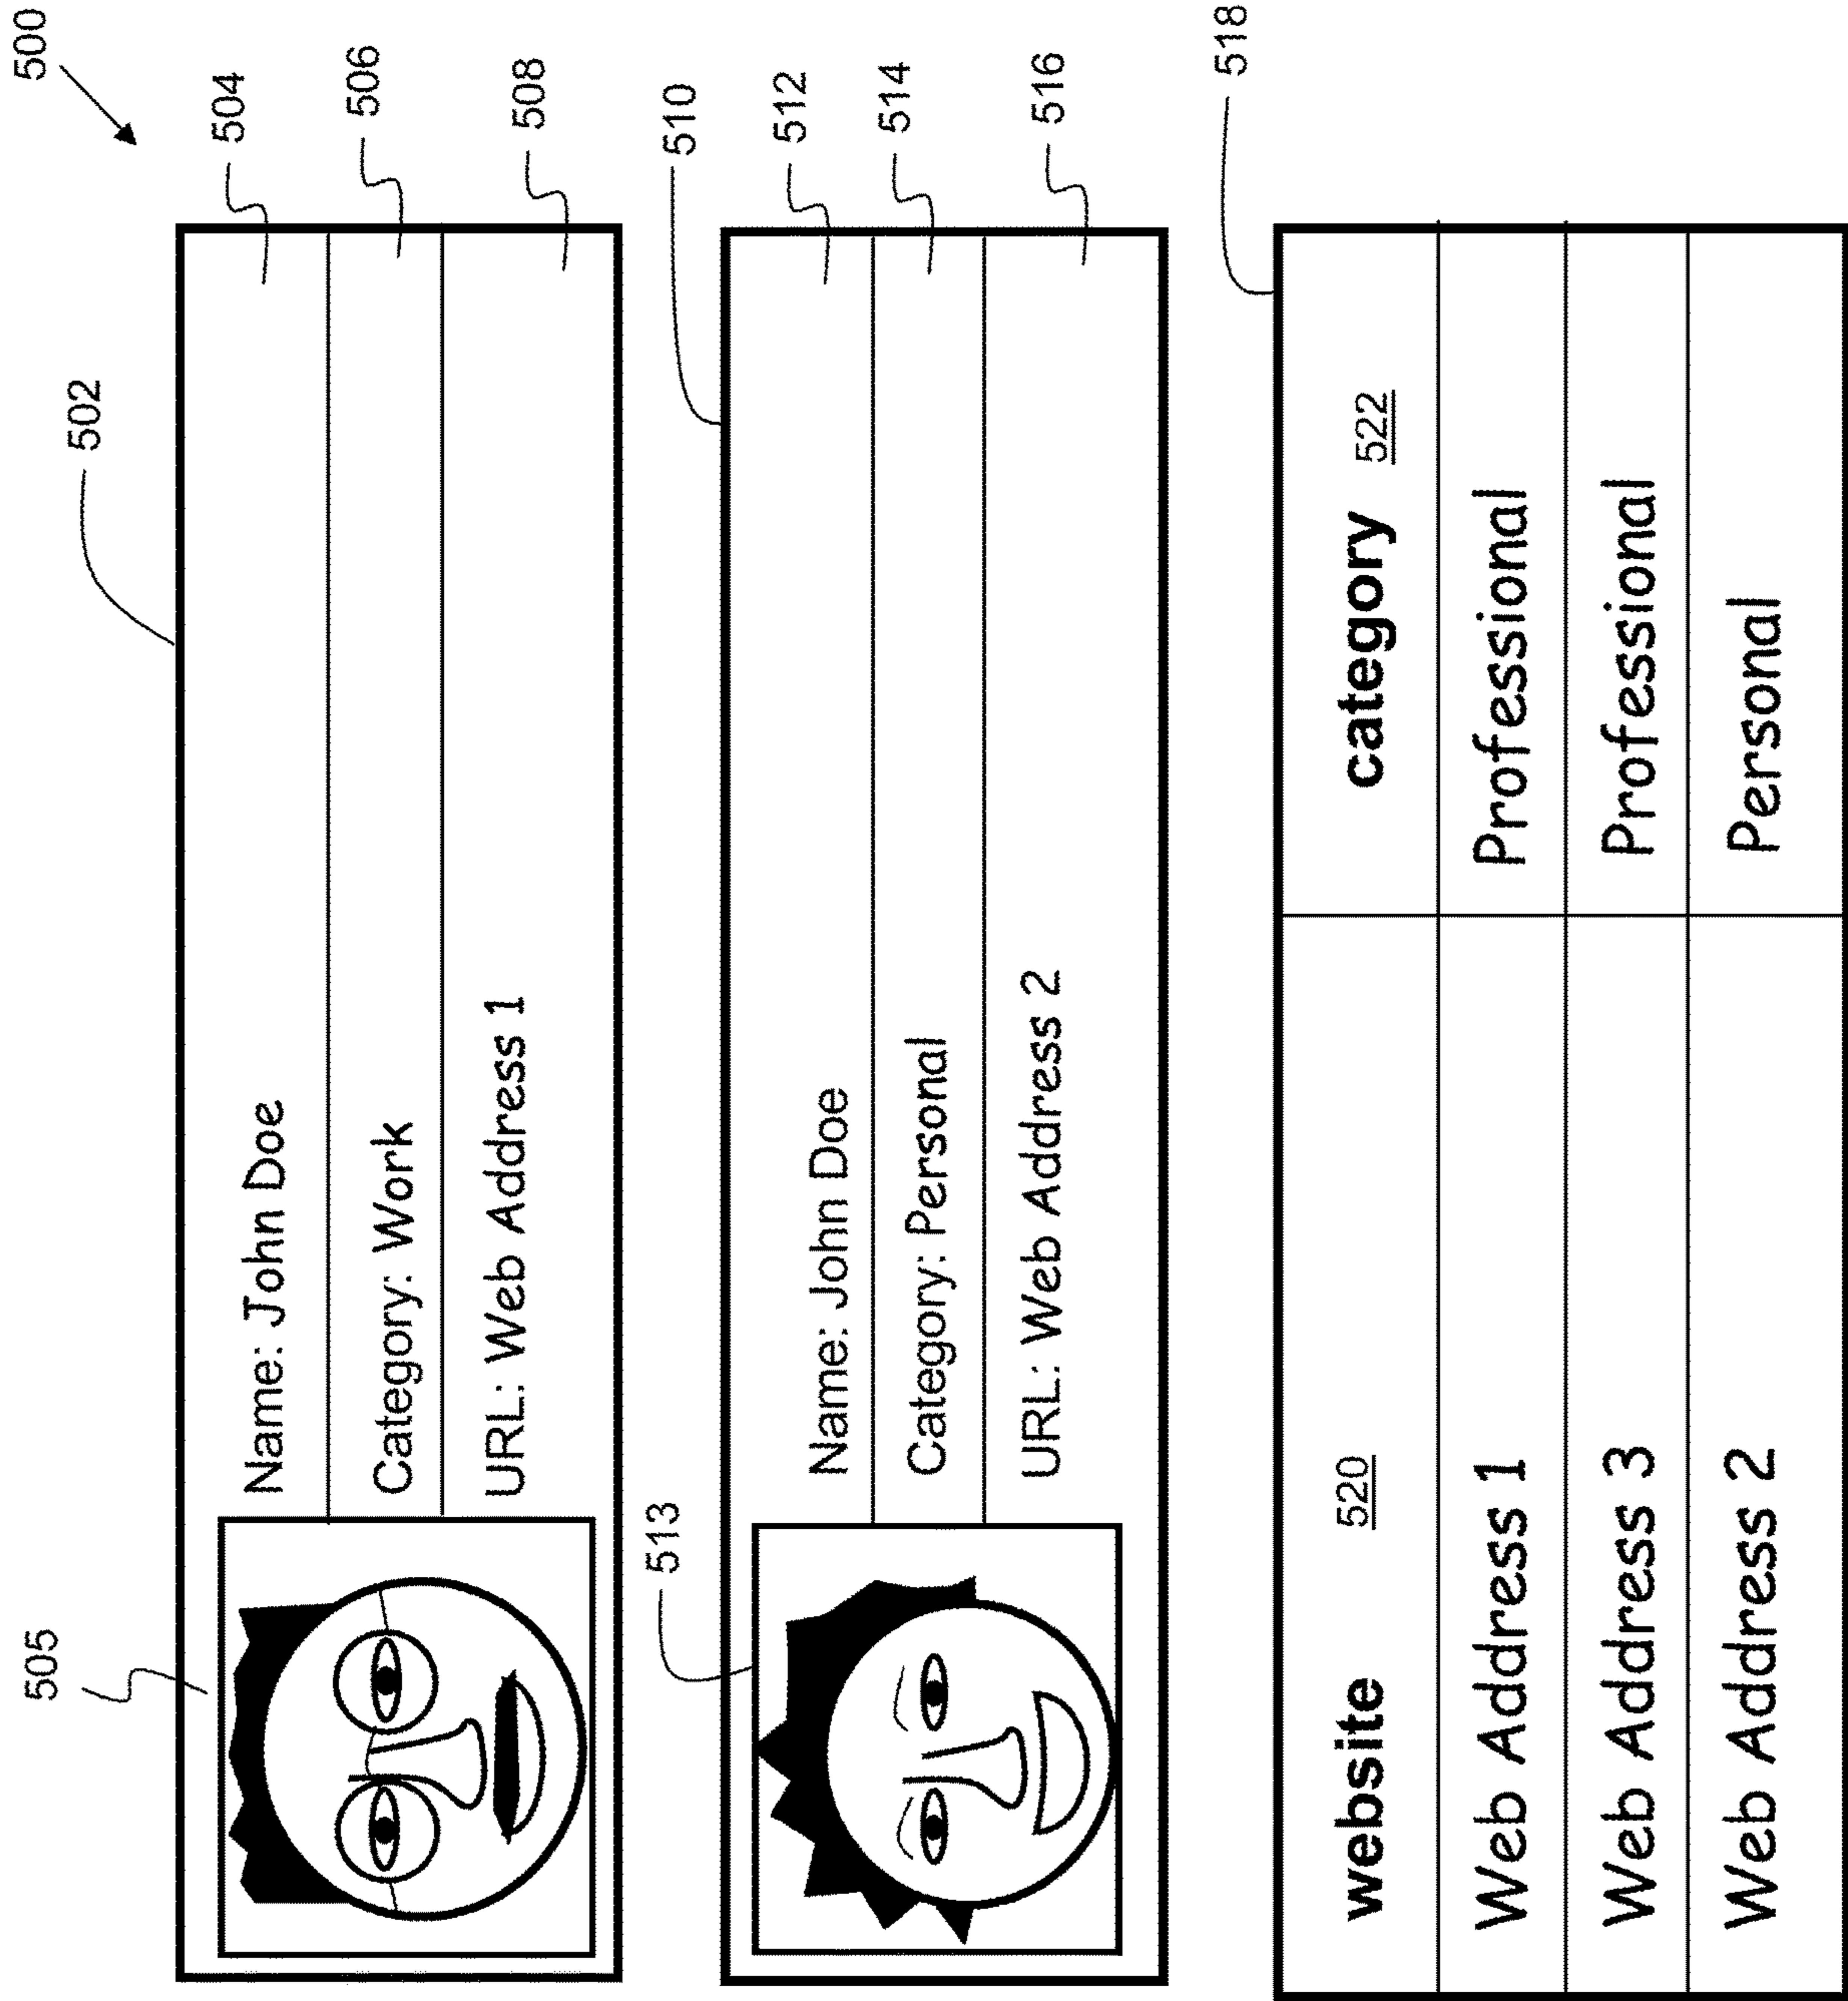 500
502
504
505
Name: John Doe
506
Category: Work
508
URL: Web Address 1
510
512
513
Name: John Doe
514
Category: Personal
516
URL: Web Address 2
518
website 520 category 522
Web Address 1 Professional
Web Address 3 Professional
Web Address 2 Personal